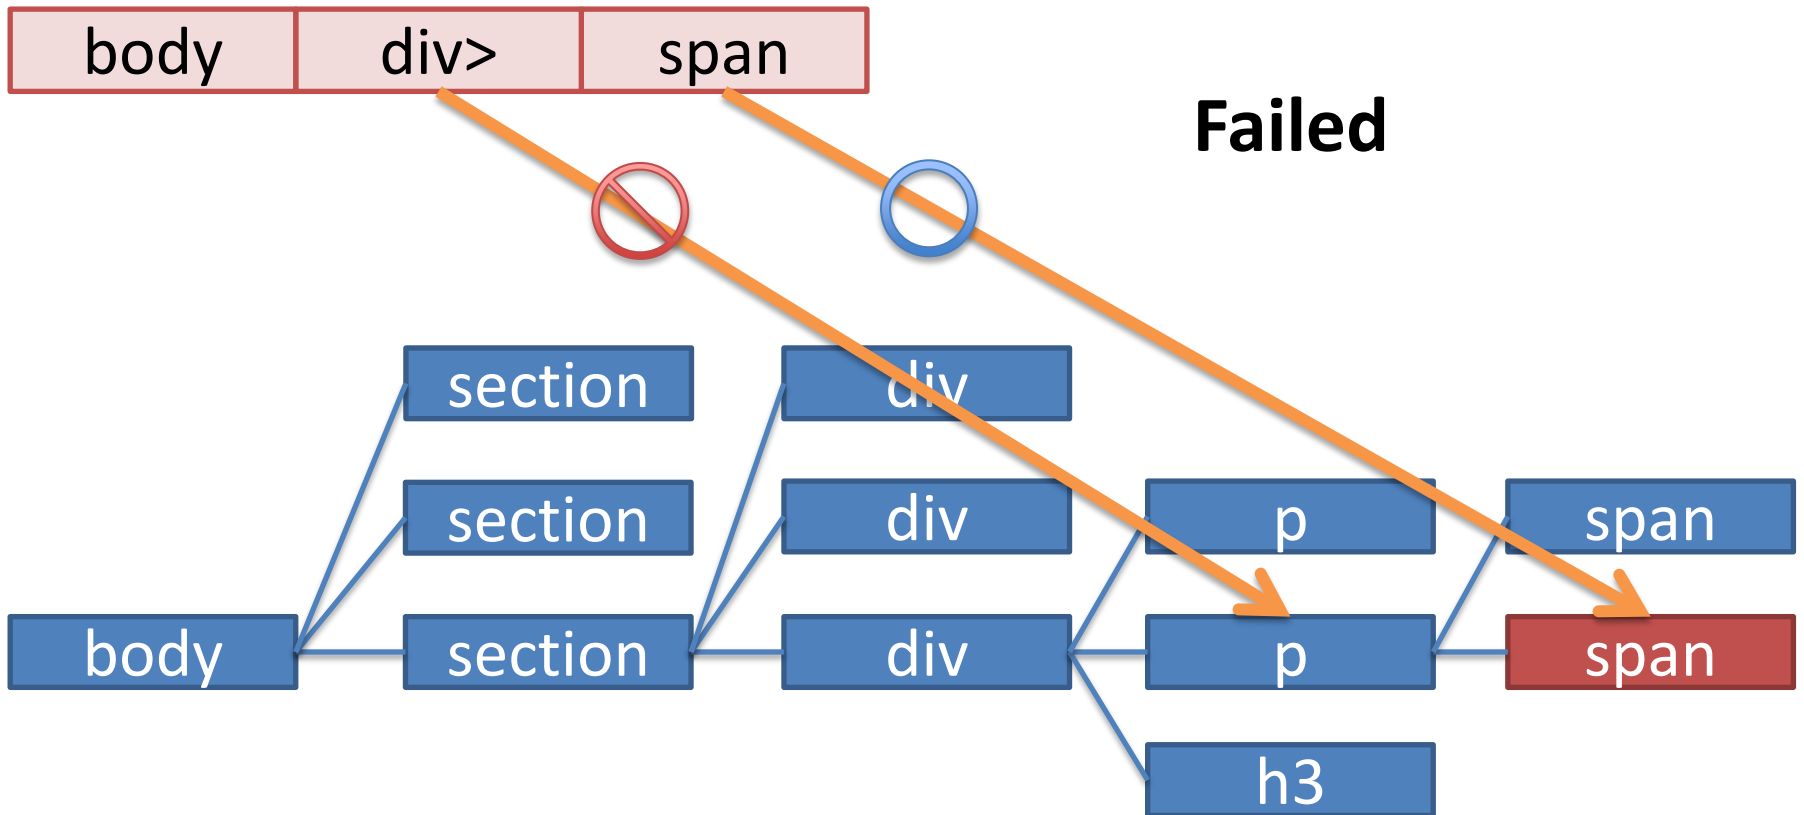 body div> span
Failed
section div
section div p span
body section div p span
h3